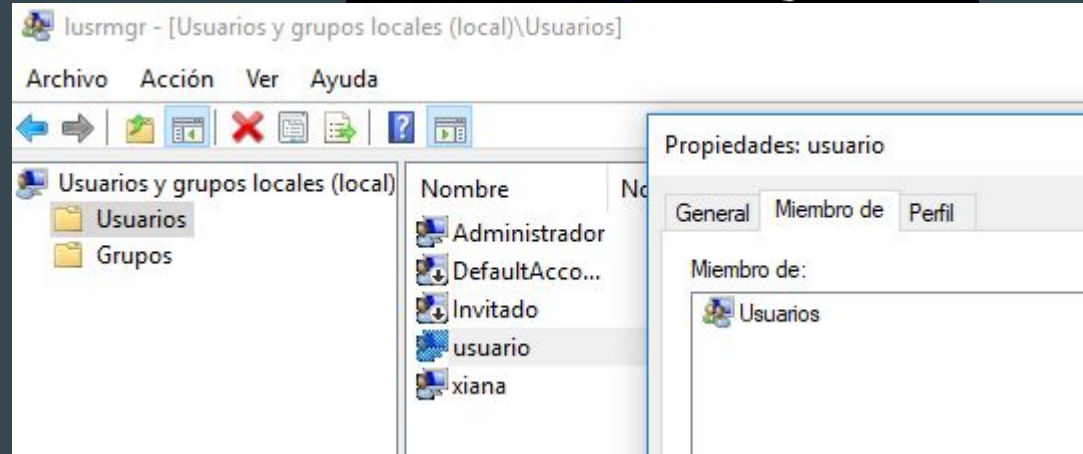 lusrmgr - [Usuarios y grupos locales (local)\Usuarios]
Archivo Acción Ver Ayuda
Usuarios y grupos locales (local)
Usuarios
Grupos
Nombre
Administrador
DefaultAcco...
Invitado
usuario
xiana
Propiedades: usuario
General Miembro de Perfil
Miembro de:
Usuarios